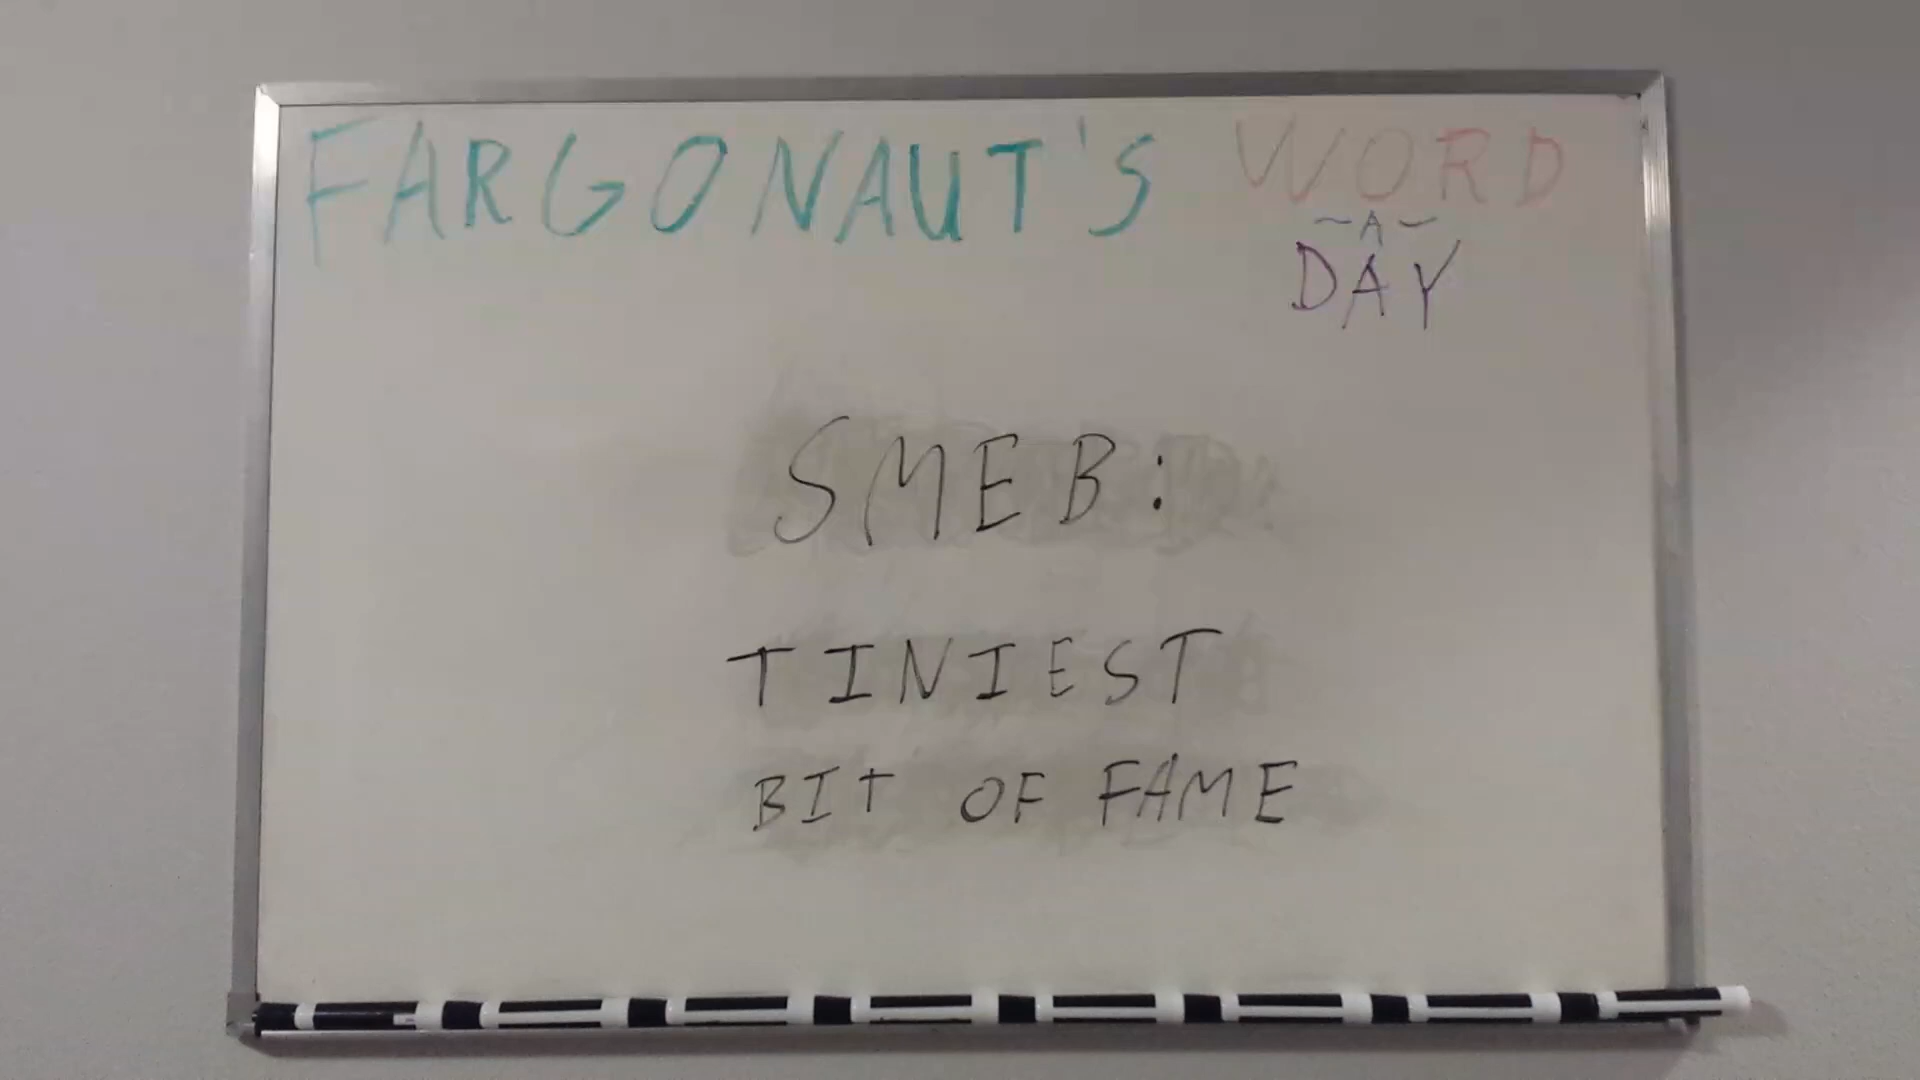 FARGONAUT'S WORD
~A~
DAY
SMEB:
TINIEST
BIT OF FAME